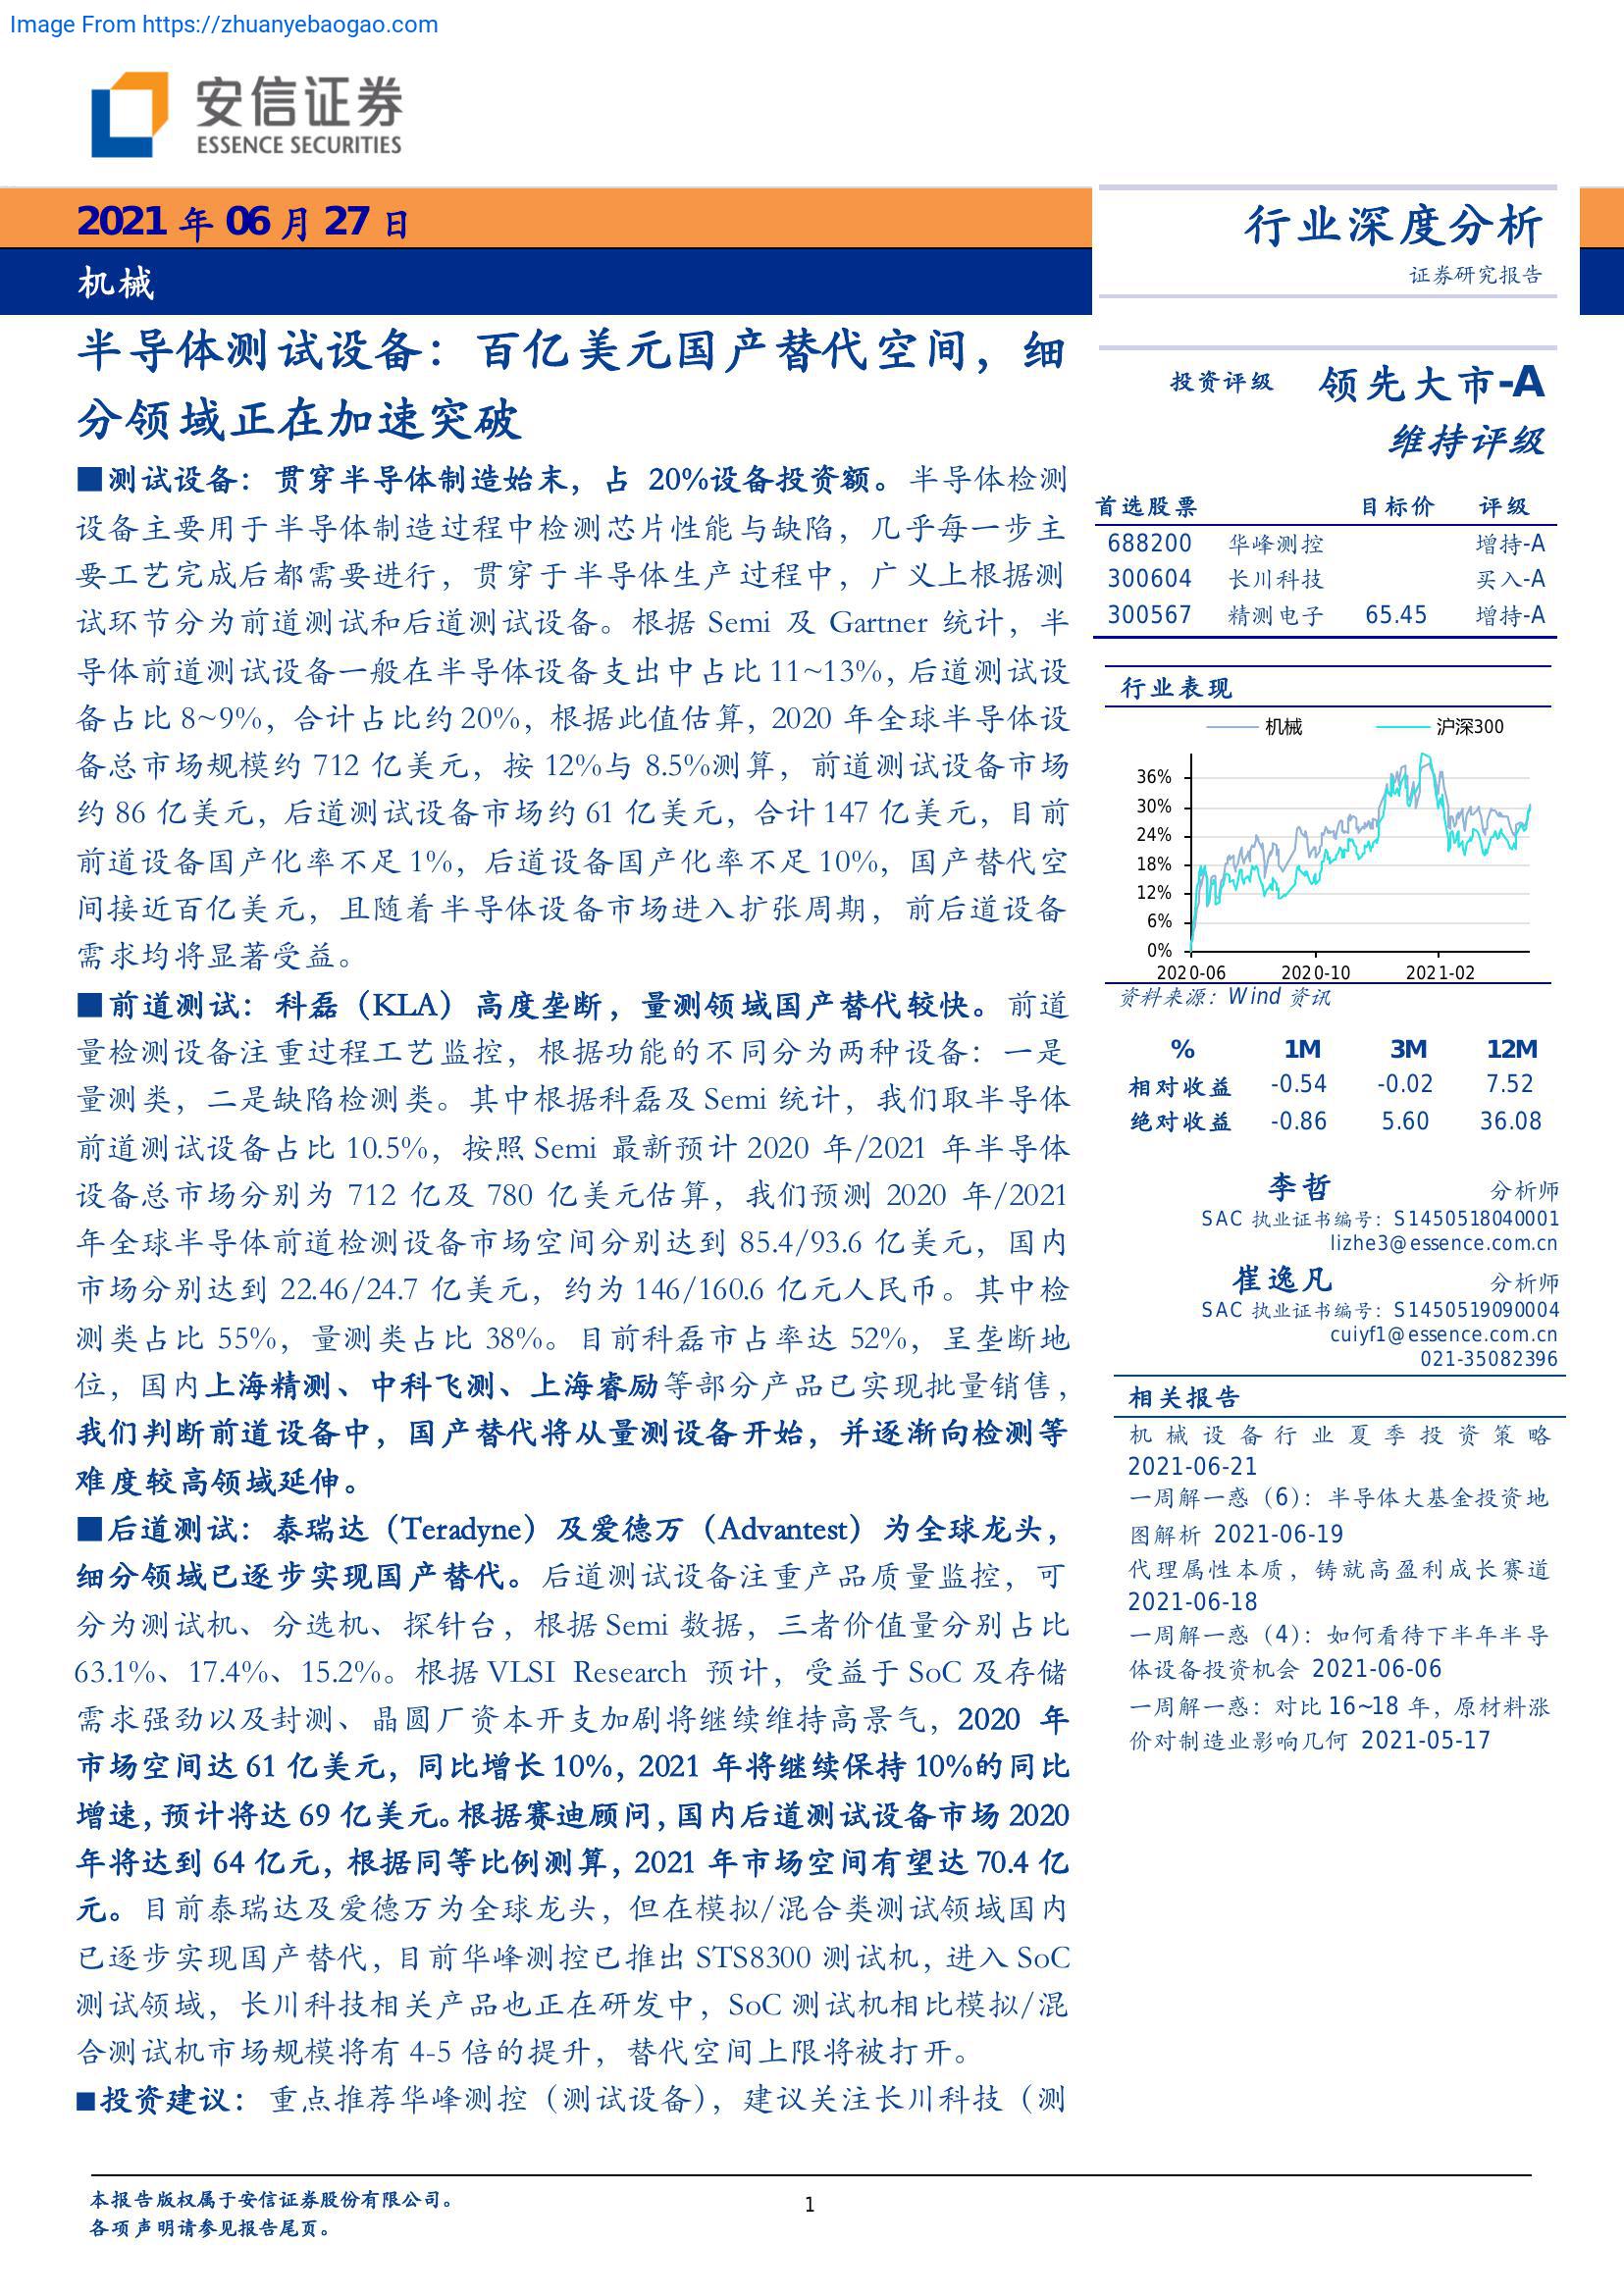 Image From https://zhuanyebaogao.com
安信证券
ESSENCE SECURITIES
2021 年 06 月 27 日
机械
行业深度分析
证券研究报告
半导体测试设备：百亿美元国产替代空间，细
分领域正在加速突破
■测试设备：贯穿半导体制造始末，占 20%设备投资额。半导体检测
设备主要用于半导体制造过程中检测芯片性能与缺陷，几乎每一步主
要工艺完成后都需要进行，贯穿于半导体生产过程中，广义上根据测
试环节分为前道测试和后道测试设备。根据 Semi 及 Gartner 统计，半
导体前道测试设备一般在半导体设备支出中占比 11~13%，后道测试设
备占比 8~9%，合计占比约 20%，根据此值估算，2020 年全球半导体设
备总市场规模约 712 亿美元，按 12%与 8.5%测算，前道测试设备市场
约 86 亿美元，后道测试设备市场约 61 亿美元，合计 147 亿美元，目前
前道设备国产化率不足 1%，后道设备国产化率不足 10%，国产替代空
间接近百亿美元，且随着半导体设备市场进入扩张周期，前后道设备
需求均将显著受益。
■前道测试：科磊（KLA）高度垄断，量测领域国产替代较快。前道
量检测设备注重过程工艺监控，根据功能的不同分为两种设备：一是
量测类，二是缺陷检测类。其中根据科磊及 Semi 统计，我们取半导体
前道测试设备占比 10.5%，按照 Semi 最新预计 2020 年/2021 年半导体
设备总市场分别为 712 亿及 780 亿美元估算，我们预测 2020 年/2021
年全球半导体前道检测设备市场空间分别达到 85.4/93.6 亿美元，国内
市场分别达到 22.46/24.7 亿美元，约为 146/160.6 亿元人民币。其中检
测类占比 55%，量测类占比 38%。目前科磊市占率达 52%，呈垄断地
位，国内上海精测、中科飞测、上海睿励等部分产品已实现批量销售，
我们判断前道设备中，国产替代将从量测设备开始，并逐渐向检测等
难度较高领域延伸。
■后道测试：泰瑞达（Teradyne）及爱德万（Advantest）为全球龙头，
细分领域已逐步实现国产替代。后道测试设备注重产品质量监控，可
分为测试机、分选机、探针台，根据 Semi 数据，三者价值量分别占比
63.1%、17.4%、15.2%。根据 VLSI Research 预计，受益于 SoC 及存储
需求强劲以及封测、晶圆厂资本开支加剧将继续维持高景气，2020 年
市场空间达 61 亿美元，同比增长 10%，2021 年将继续保持 10%的同比
增速，预计将达 69 亿美元。根据赛迪顾问，国内后道测试设备市场 2020
年将达到 64 亿元，根据同等比例测算，2021 年市场空间有望达 70.4 亿
元。目前泰瑞达及爱德万为全球龙头，但在模拟/混合类测试领域国内
已逐步实现国产替代，目前华峰测控已推出 STS8300 测试机，进入 SoC
测试领域，长川科技相关产品也正在研发中，SoC 测试机相比模拟/混
合测试机市场规模将有 4-5 倍的提升，替代空间上限将被打开。
■投资建议：重点推荐华峰测控（测试设备），建议关注长川科技（测
投资评级 领先大市-A
维持评级
首选股票 目标价 评级
688200 华峰测控 增持-A
300604 长川科技 买入-A
300567 精测电子 65.45 增持-A
行业表现
机械 沪深300
36%
30%
24%
18%
12%
6%
0%
2020-06 2020-10 2021-02
资料来源：Wind 资讯
% 1M 3M 12M
相对收益 -0.54 -0.02 7.52
绝对收益 -0.86 5.60 36.08
李哲 分析师
SAC 执业证书编号：S1450518040001
lizhe3@essence.com.cn
崔逸凡 分析师
SAC 执业证书编号：S1450519090004
cuiyf1@essence.com.cn
021-35082396
相关报告
机械设备行业夏季投资策略
2021-06-21
一周解一惑（6）：半导体大基金投资地
图解析 2021-06-19
代理属性本质，铸就高盈利成长赛道
2021-06-18
一周解一惑（4）：如何看待下半年半导
体设备投资机会 2021-06-06
一周解一惑：对比 16~18 年，原材料涨
价对制造业影响几何 2021-05-17
本报告版权属于安信证券股份有限公司。
各项声明请参见报告尾页。
1